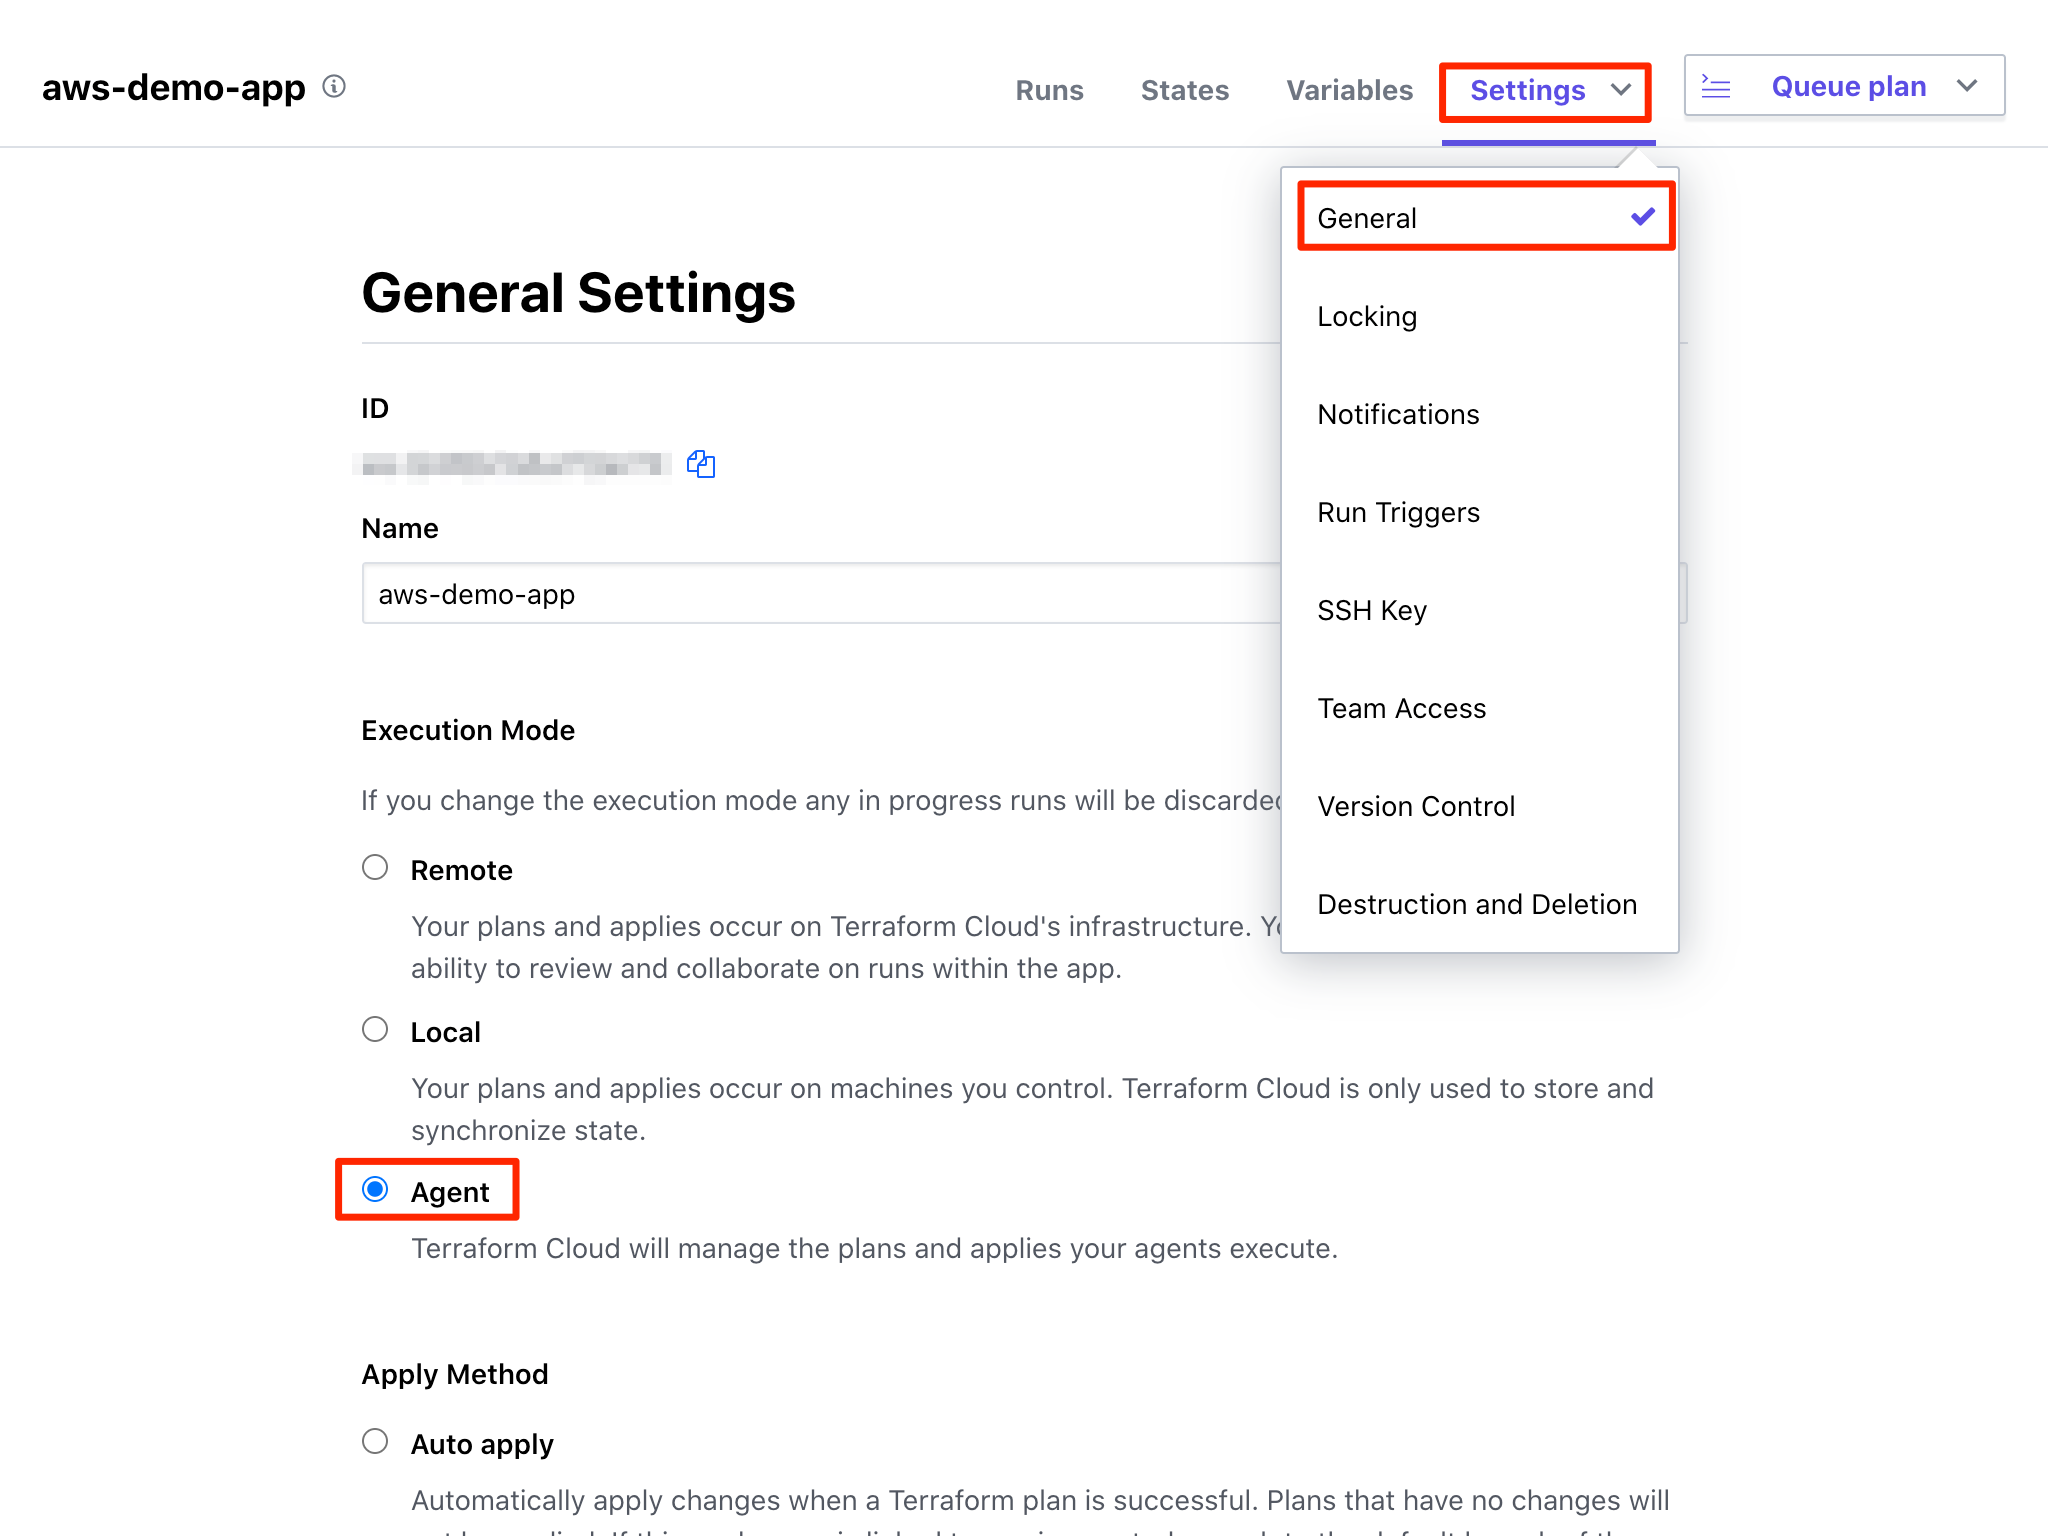 aws-demo-app
Runs
States
Variables
Settings
Queue plan
General
Locking
Notifications
Run Triggers
SSH Key
Team Access
Version Control
Destruction and Deletion
General Settings
ID
Name
aws-demo-app
Execution Mode
If you change the execution mode any in progress runs will be discarded
Remote
Your plans and applies occur on Terraform Cloud's infrastructure.
ability to review and collaborate on runs within the app.
Local
Your plans and applies occur on machines you control. Terraform Cloud is only used to store and
synchronize state.
Agent
Terraform Cloud will manage the plans and applies your agents execute.
Apply Method
Auto apply
Automatically apply changes when a Terraform plan is successful. Plans that have no changes will